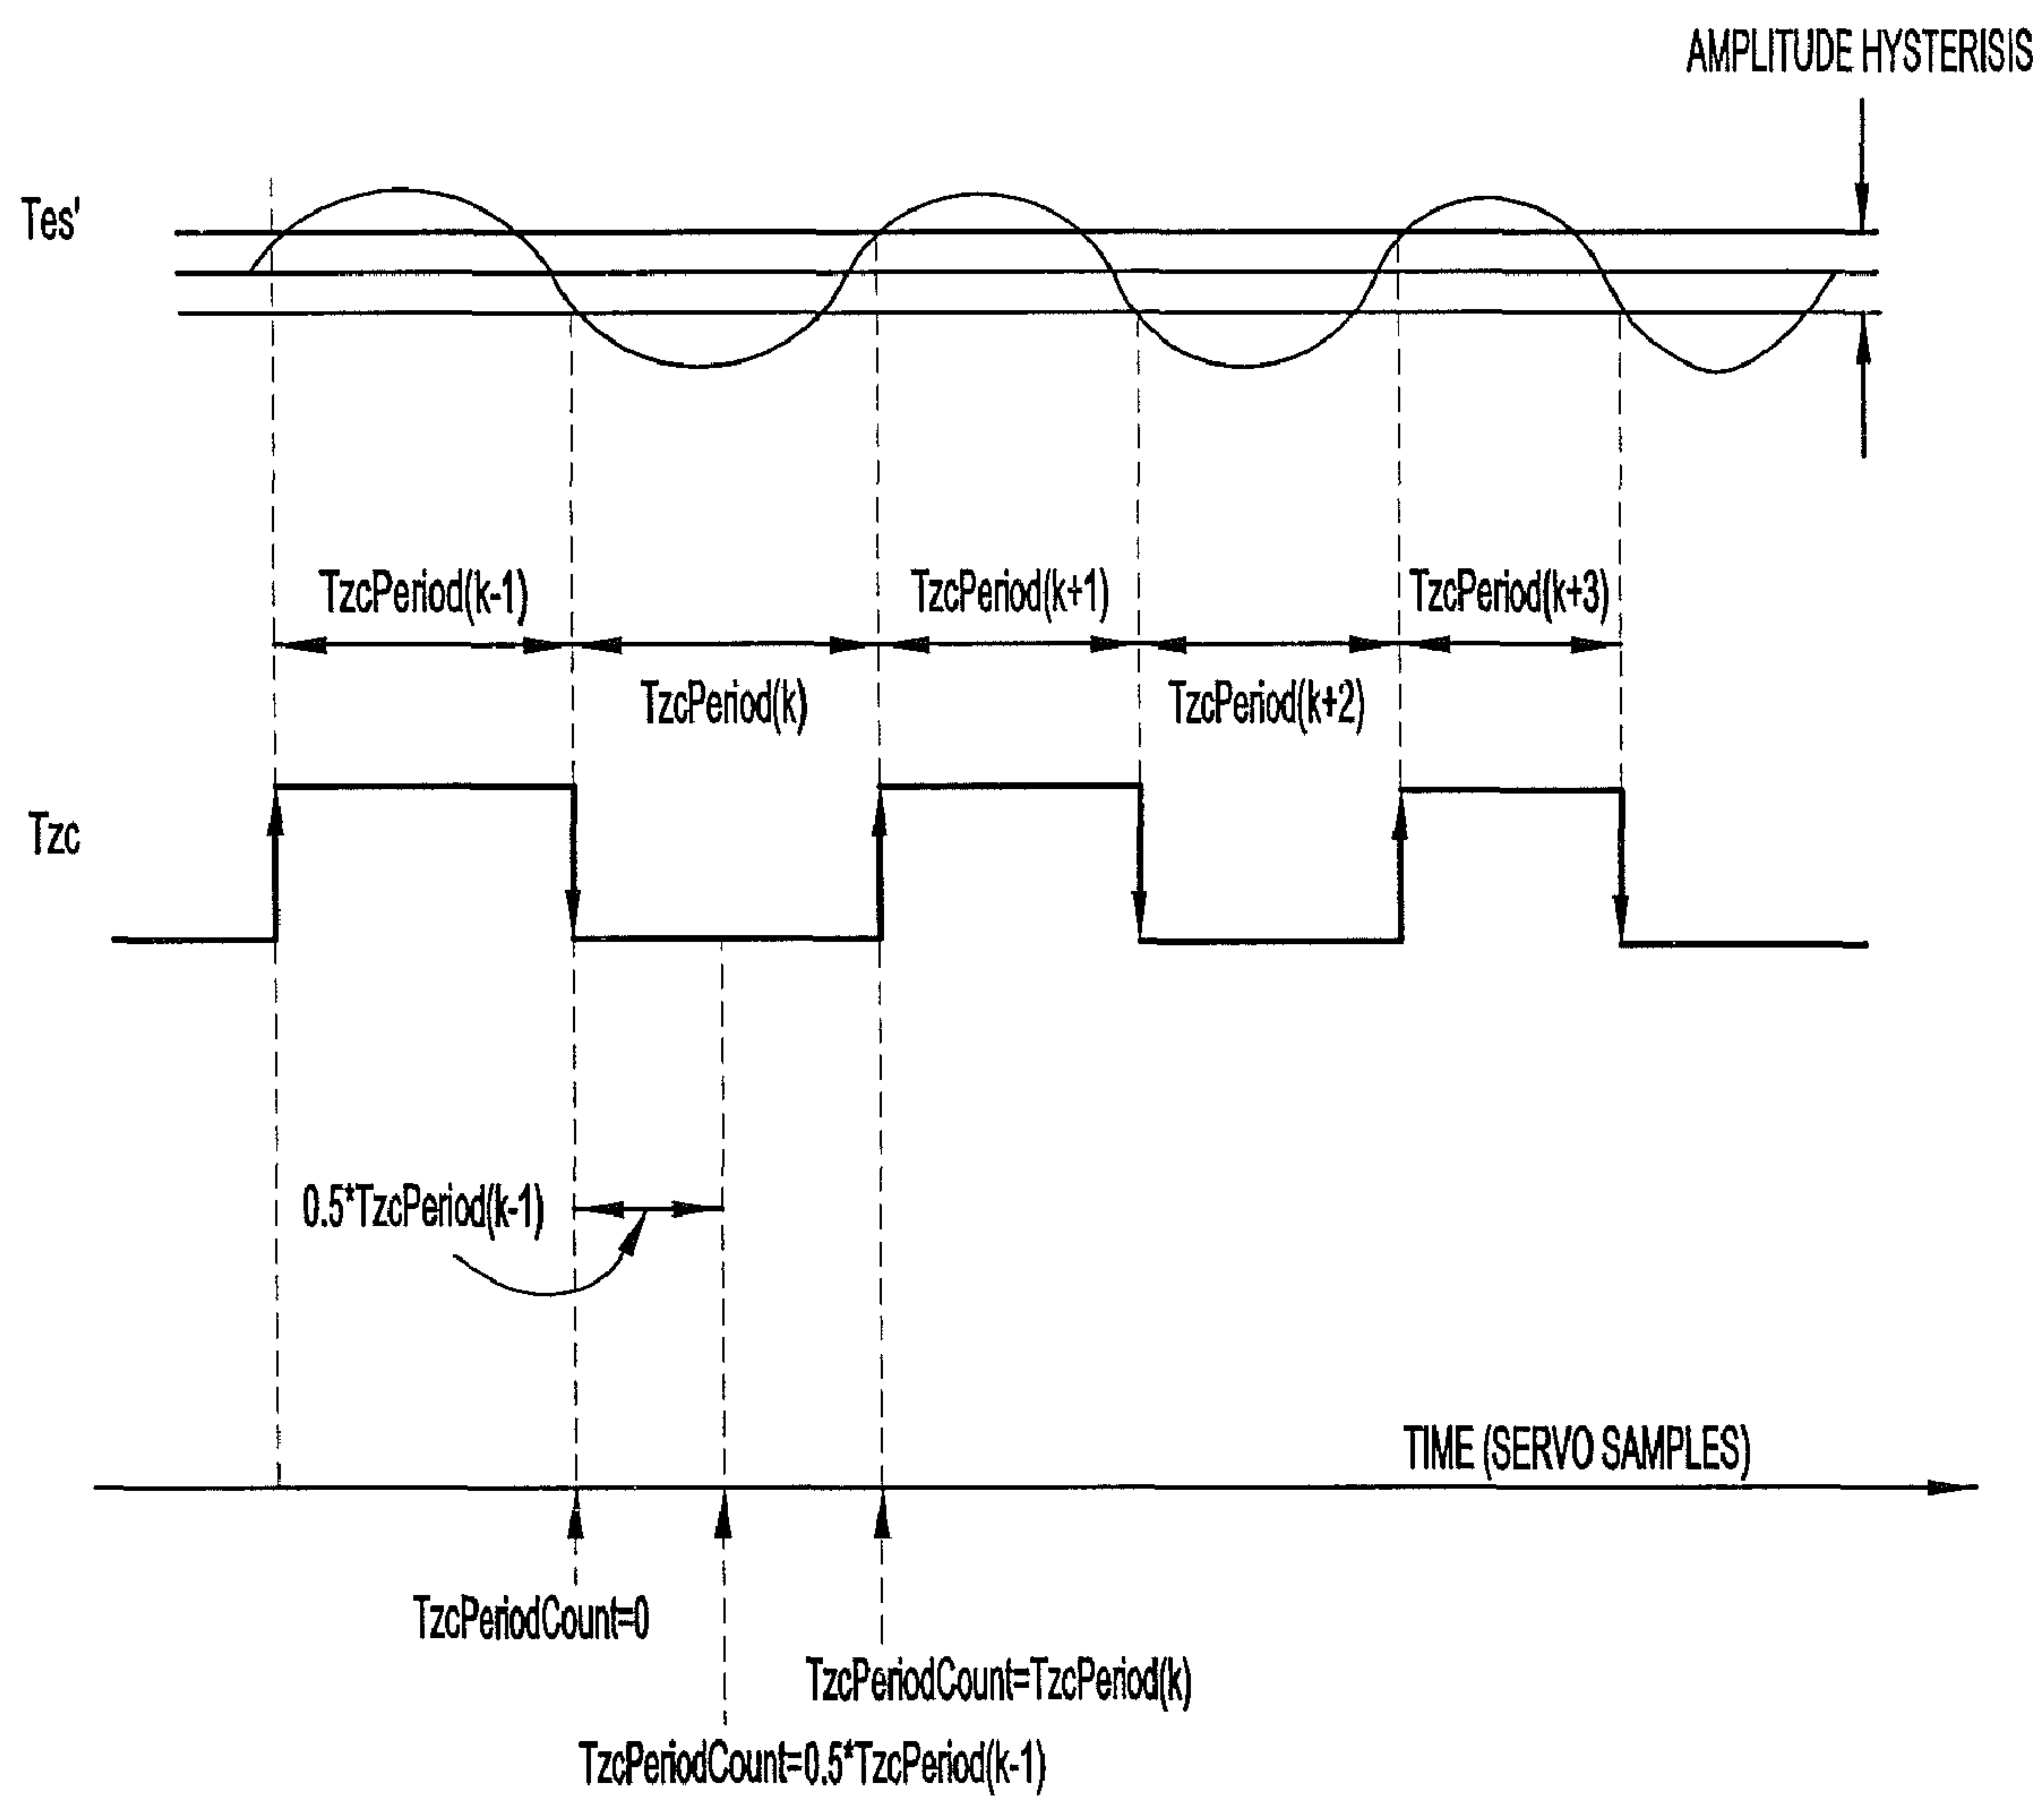 AMPLITUDE HYSTERISIS
Tes'
TzcPeriod(k-1)
TzcPeriod(k+1)
TzcPeriod(k+3)
TzcPeriod(k)
TzcPeriod(k+2)
Tzc
0.5*TzcPeriod(k-1)
TIME (SERVO SAMPLES)
TzcPeriodCount=0
TzcPeriodCount=TzcPeriod(k)
TzcPeriodCount=0.5*TzcPeriod(k-1)